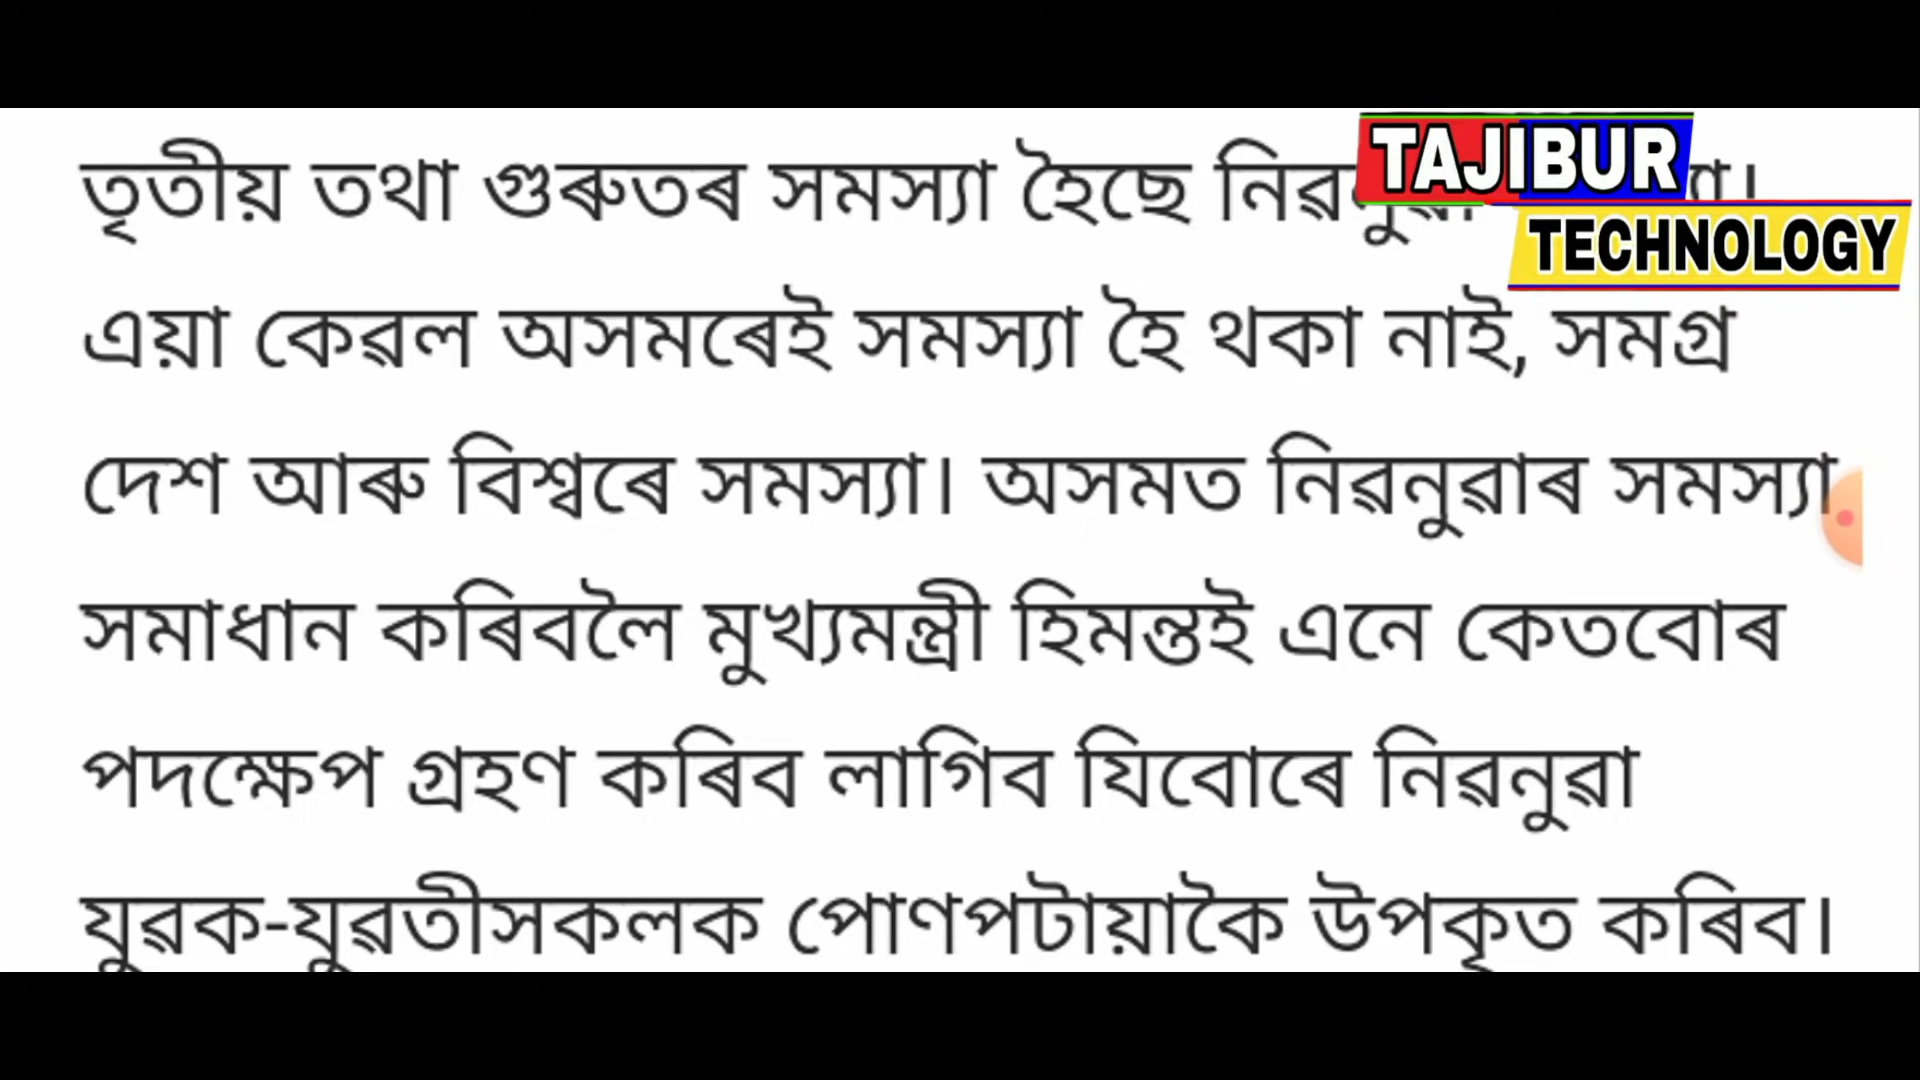 তৃতীয় তথা গুৰুতৰ সমস্যা হৈছে
এয়া কেৱল অসমৰেই সমস্যা হৈ থকা নাই, সমগ্ৰ
দেশ আৰু বিশ্বৰে সমস্যা। অসমত নিৱনুৱাৰ সমস্যা
সমাধান কৰিবলৈ মুখ্যমন্ত্ৰী হিমন্তই এনে কেতবোৰ
পদক্ষেপ গ্ৰহণ কৰিব লাগিব যিবোৰে নিৱনুৱা
যুৱক-যুৱতীসকলক পোণপটীয়াকৈ উপকৃত কৰিব।
TAJIBUR
TECHNOLOGY